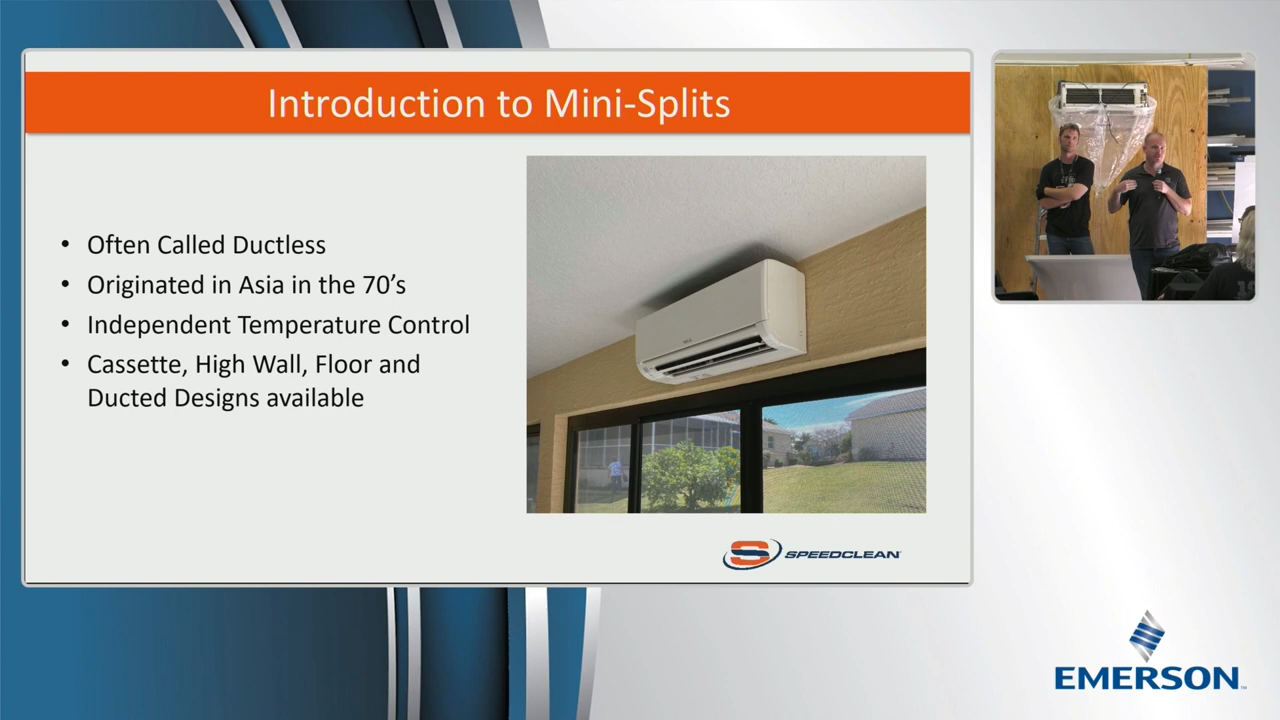 Introduction to Mini-Splits
• Often Called Ductless
• Originated in Asia in the 70’s
• Independent Temperature Control
• Cassette, High Wall, Floor and
Ducted Designs available
SPEEDCLEAN
EMERSON